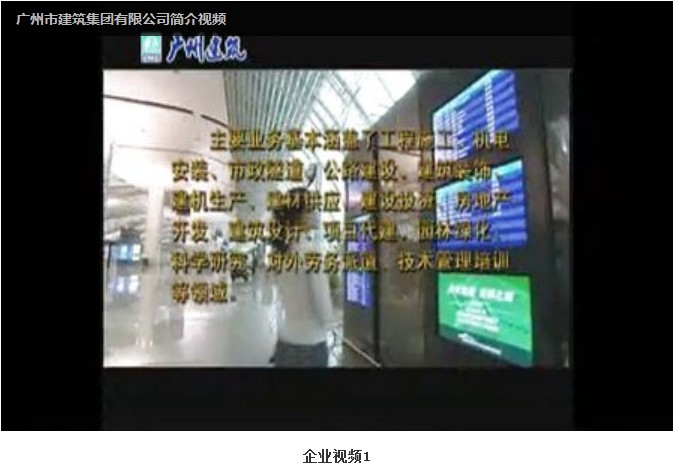 广州市建筑集团有限公司简介视频
广州建筑
主要业务基本涵盖了工程施工、机电
安装、市政隧道、公路建设、建筑装饰、
建机生产、建材供应、建设投资、房地产
开发、建筑设计、项目代建、园林绿化、
科学研究、对外劳务派遣、技术管理培训
等领域。
企业视频1